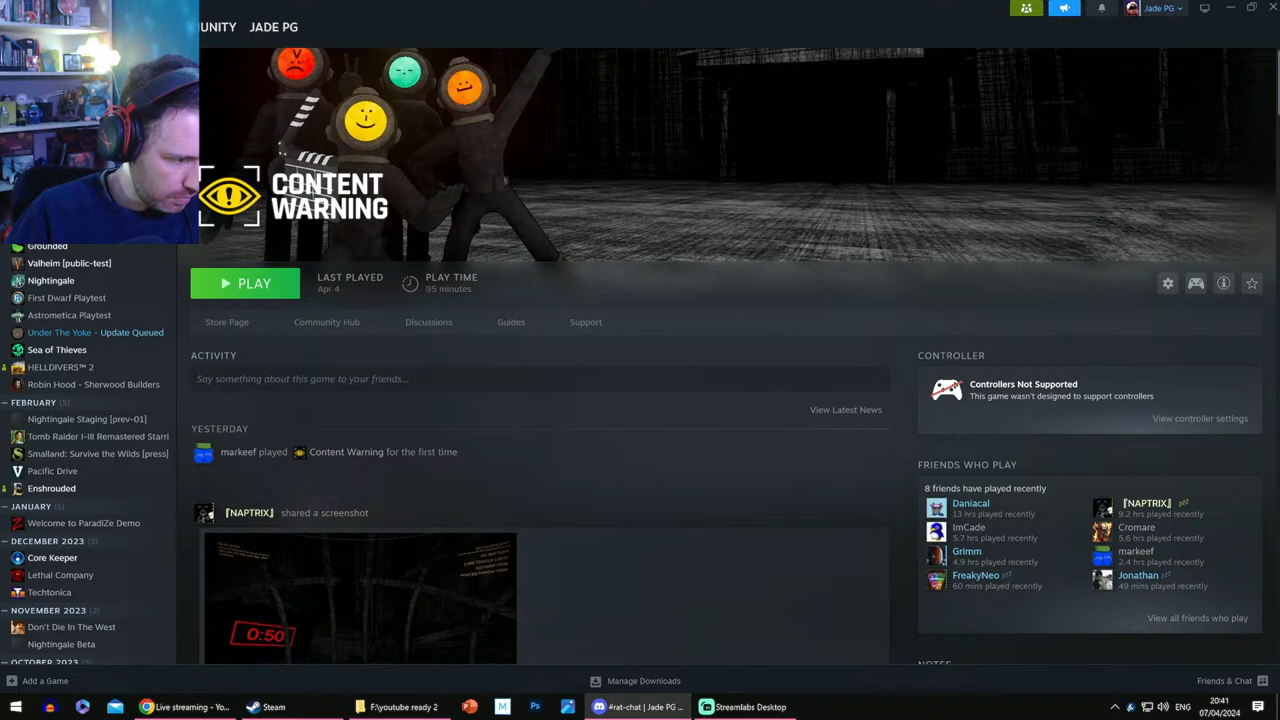 UNITY JADE PG
Jade PG
CONTENT
WARNING
PLAY
LAST PLAYED
Apr 4
PLAY TIME
95 minutes
Store Page
Community Hub
Discussions
Guides
Support
Grounded
Valheim [public-test]
Nightingale
First Dwarf Playtest
Astrometica Playtest
Under The Yoke - Update Queued
Sea of Thieves
HELLDIVERS™ 2
Robin Hood - Sherwood Builders
FEBRUARY (5)
Nightingale Staging [prev-01]
Tomb Raider I-III Remastered Starri
Smalland: Survive the Wilds [press]
Pacific Drive
Enshrouded
JANUARY (1)
Welcome to ParadiZe Demo
DECEMBER 2023 (3)
Core Keeper
Lethal Company
Techtonica
NOVEMBER 2023 (2)
Don't Die In The West
Nightingale Beta
OCTOBER 2023
ACTIVITY
Say something about this game to your friends...
View Latest News
YESTERDAY
markeef played Content Warning for the first time
『NAPTRIX』 shared a screenshot
0:50
CONTROLLER
Controllers Not Supported
This game wasn't designed to support controllers
View controller settings
FRIENDS WHO PLAY
8 friends have played recently
Daniacal
13 hrs played recently
『NAPTRIX』 zzz
9.2 hrs played recently
ImCade
5.7 hrs played recently
Cromare
5.6 hrs played recently
Grimm
4.9 hrs played recently
markeef
2.4 hrs played recently
FreakyNeo zzz
60 mins played recently
Jonathan zzz
49 mins played recently
View all friends who play
NOTES
Add a Game
Manage Downloads
Friends & Chat
Live streaming - Yo...
Steam
F:\youtube ready 2
#rat-chat | Jade PG ...
Streamlabs Desktop
20:41
07/04/2024